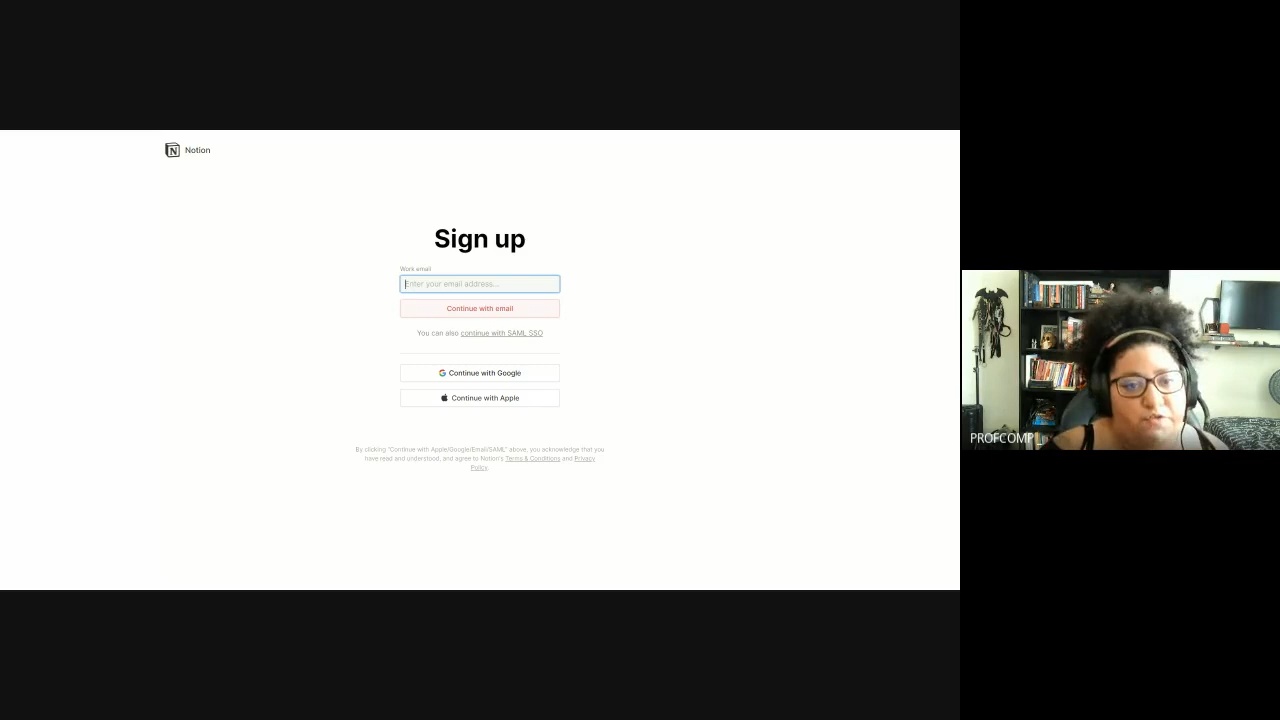 Notion
Sign up
Work email
Enter your email address...
Continue with email
You can also continue with SAML SSO
Continue with Google
Continue with Apple
By clicking "Continue with Apple/Google/Email/SAML" above, you acknowledge that you
have read and understood, and agree to Notion's Terms & Conditions and Privacy
Policy.
PROFCOMP_